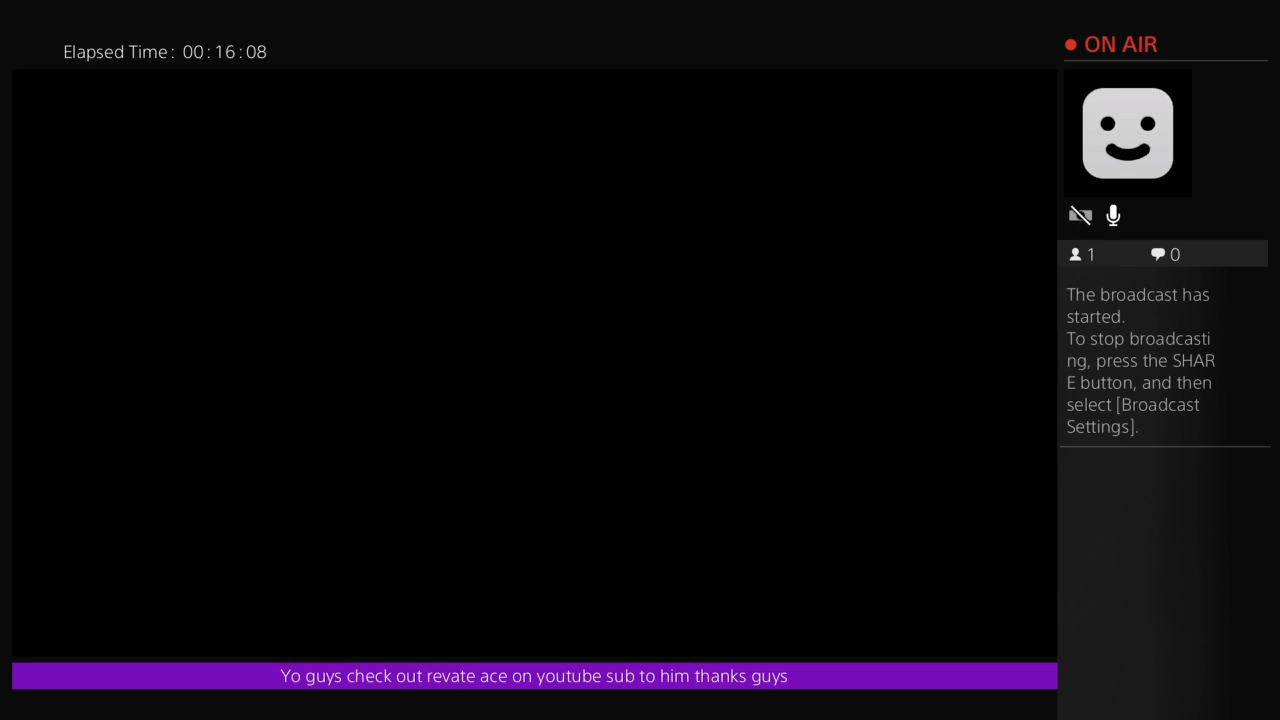 Elapsed Time: 00:16:08
ON AIR
1 0
The broadcast has
started.
To stop broadcasti
ng, press the SHAR
E button, and then
select [Broadcast
Settings].
Yo guys check out revate ace on youtube sub to him thanks guys